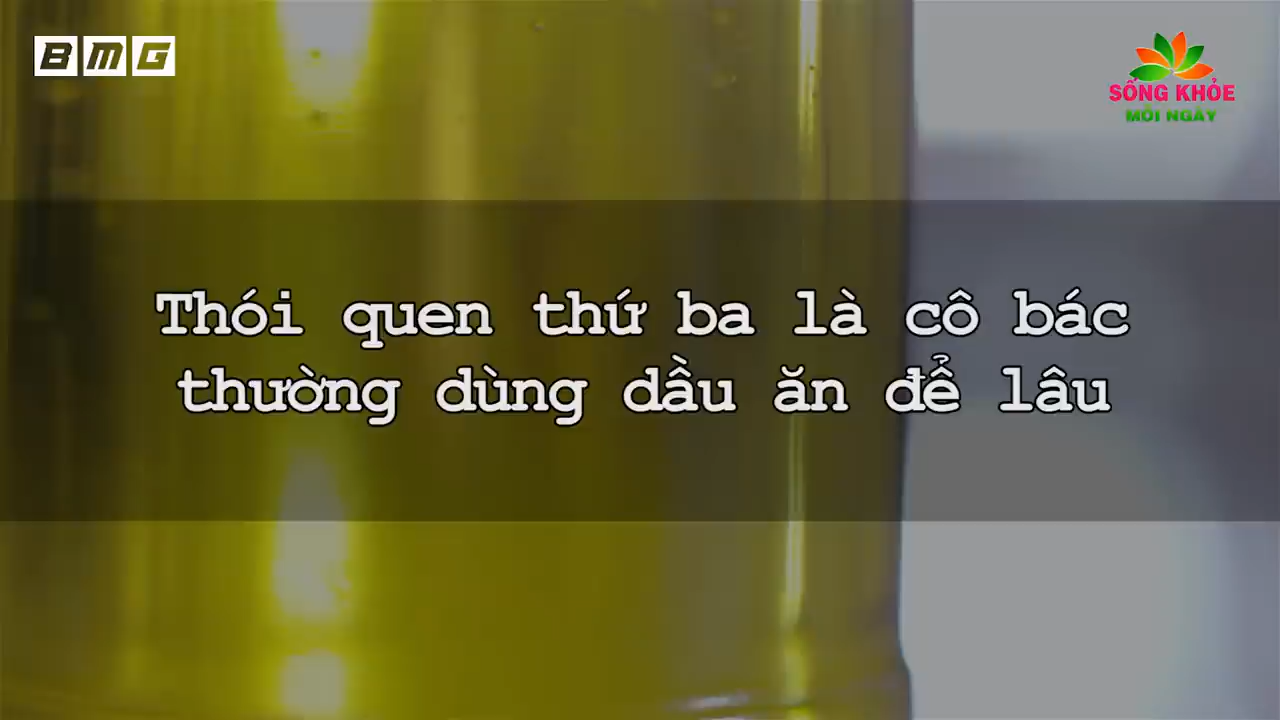 BMG
SỐNG KHỎE
MỖI NGÀY
Thói quen thứ ba là cô bác
thường dùng dầu ăn để lâu